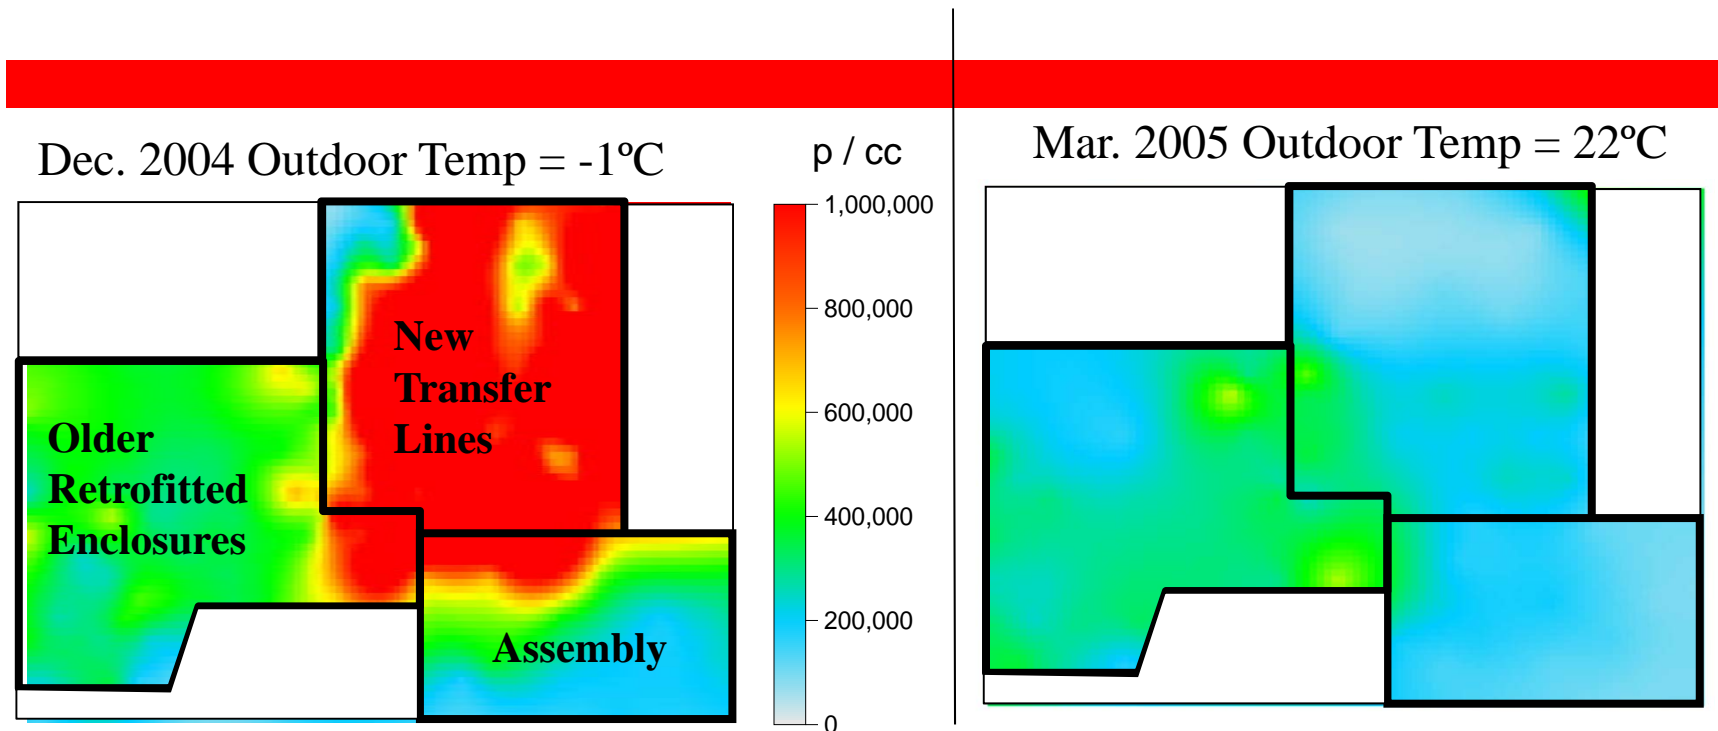 Dec. 2004 Outdoor Temp = -1ºC
p / cc
Mar. 2005 Outdoor Temp = 22ºC
1,000,000
800,000
600,000
400,000
200,000
0
New
Transfer
Lines
Older
Retrofitted
Enclosures
Assembly